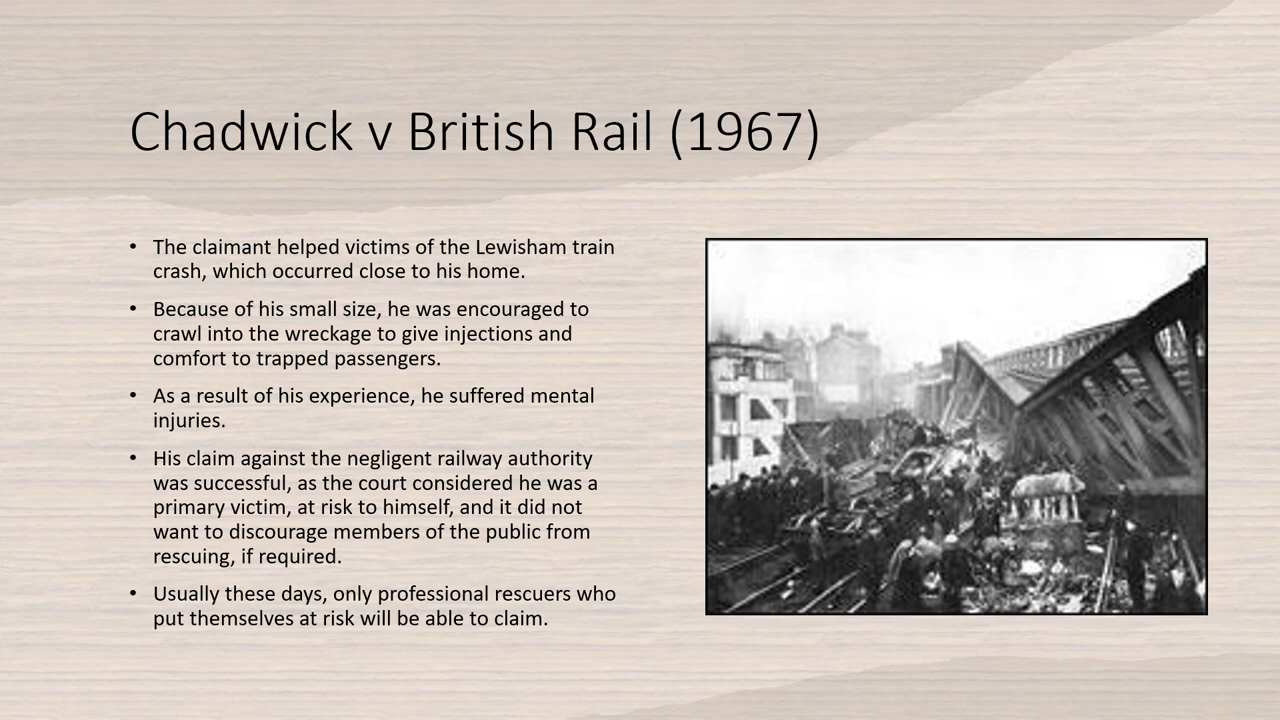 Chadwick v British Rail (1967)
• The claimant helped victims of the Lewisham train
crash, which occurred close to his home.
• Because of his small size, he was encouraged to
crawl into the wreckage to give injections and
comfort to trapped passengers.
• As a result of his experience, he suffered mental
injuries.
• His claim against the negligent railway authority
was successful, as the court considered he was a
primary victim, at risk to himself, and it did not
want to discourage members of the public from
rescuing, if required.
• Usually these days, only professional rescuers who
put themselves at risk will be able to claim.